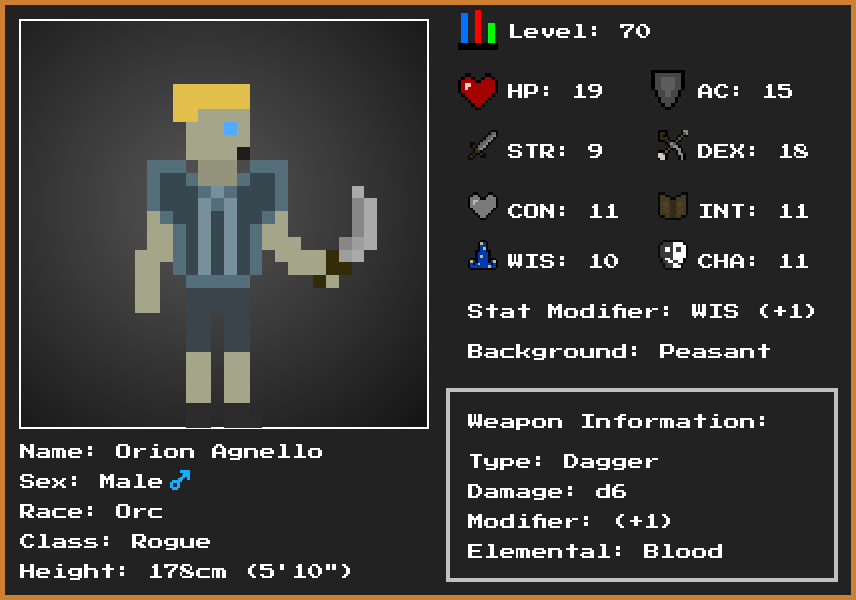 Level: 70
HP: 19 AC: 15
STR: 9 DEX: 18
CON: 11 INT: 11
WIS: 10 CHA: 11
Stat Modifier: WIS (+1)
Background: Peasant
Weapon Information:
Type: Dagger
Damage: d6
Modifier: (+1)
Elemental: Blood
Name: Orion Agnello
Sex: Male ♂
Race: Orc
Class: Rogue
Height: 178cm (5'10")